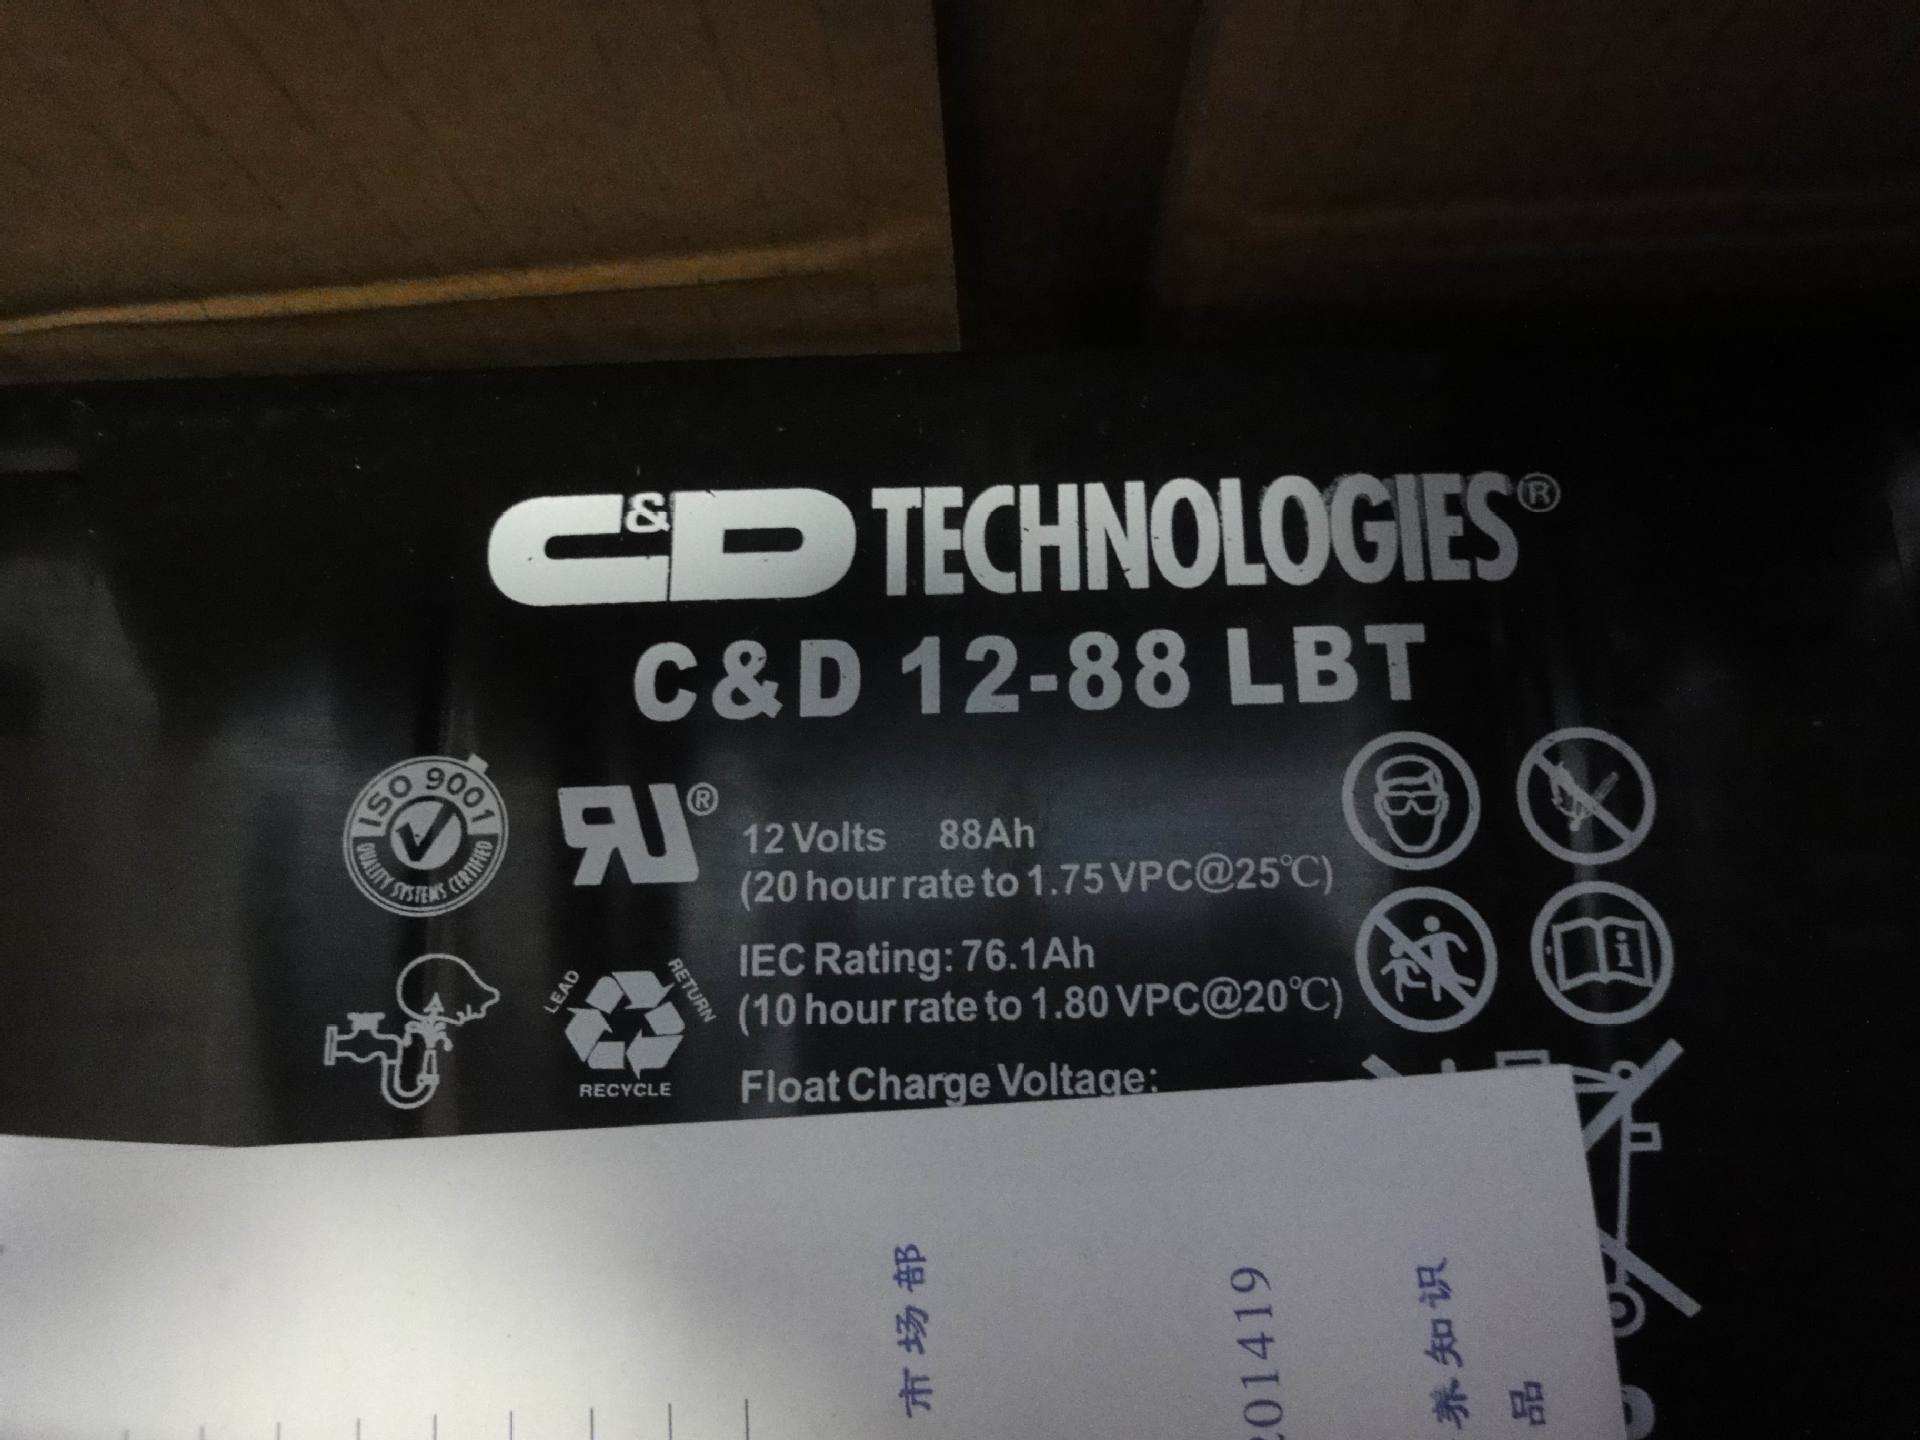 C&D TECHNOLOGIES®
C&D 12-88 LBT
ISO 9001
QUALITY SYSTEMS CERTIFIED
RU®
12 Volts 88Ah
(20 hour rate to 1.75 VPC@25℃)
IEC Rating: 76.1Ah
(10 hour rate to 1.80 VPC@20℃)
LEAD
RETURN
RECYCLE
Float Charge Voltage:
市场部
201419
养知识
品